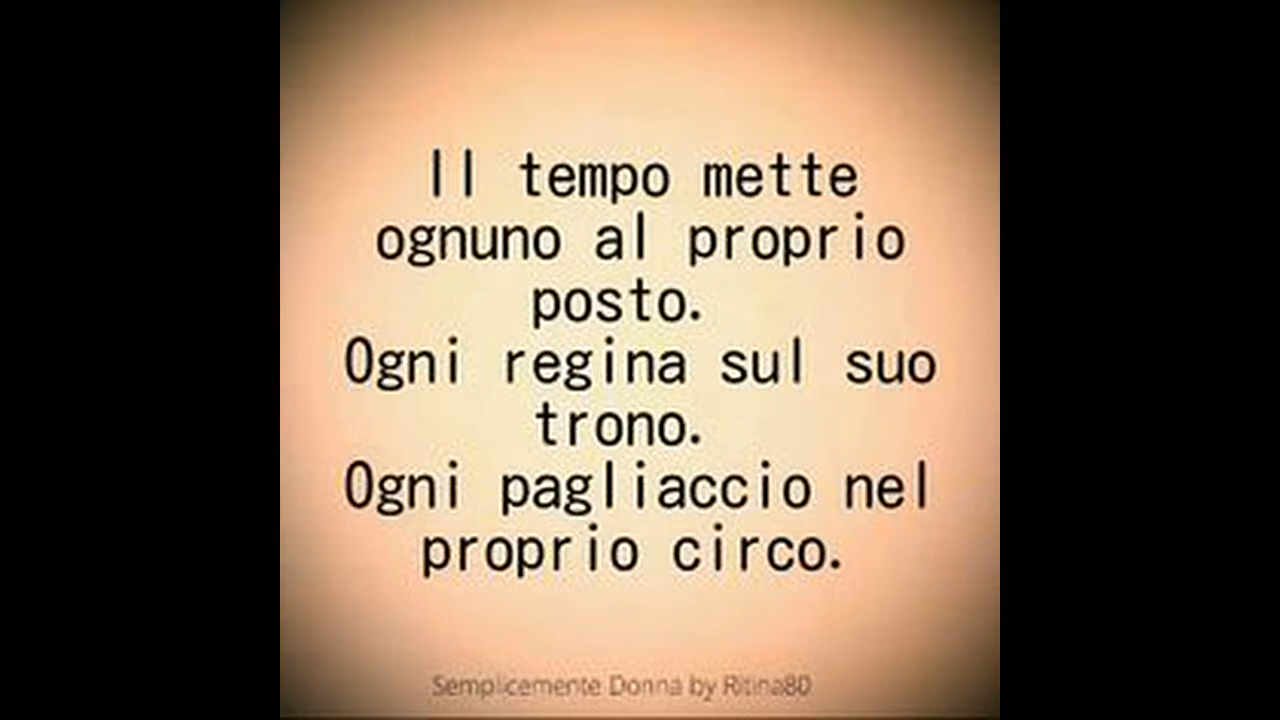 Il tempo mette
ognuno al proprio
posto.
Ogni regina sul suo
trono.
Ogni pagliaccio nel
proprio circo.
Semplicemente Donna by Ritina80